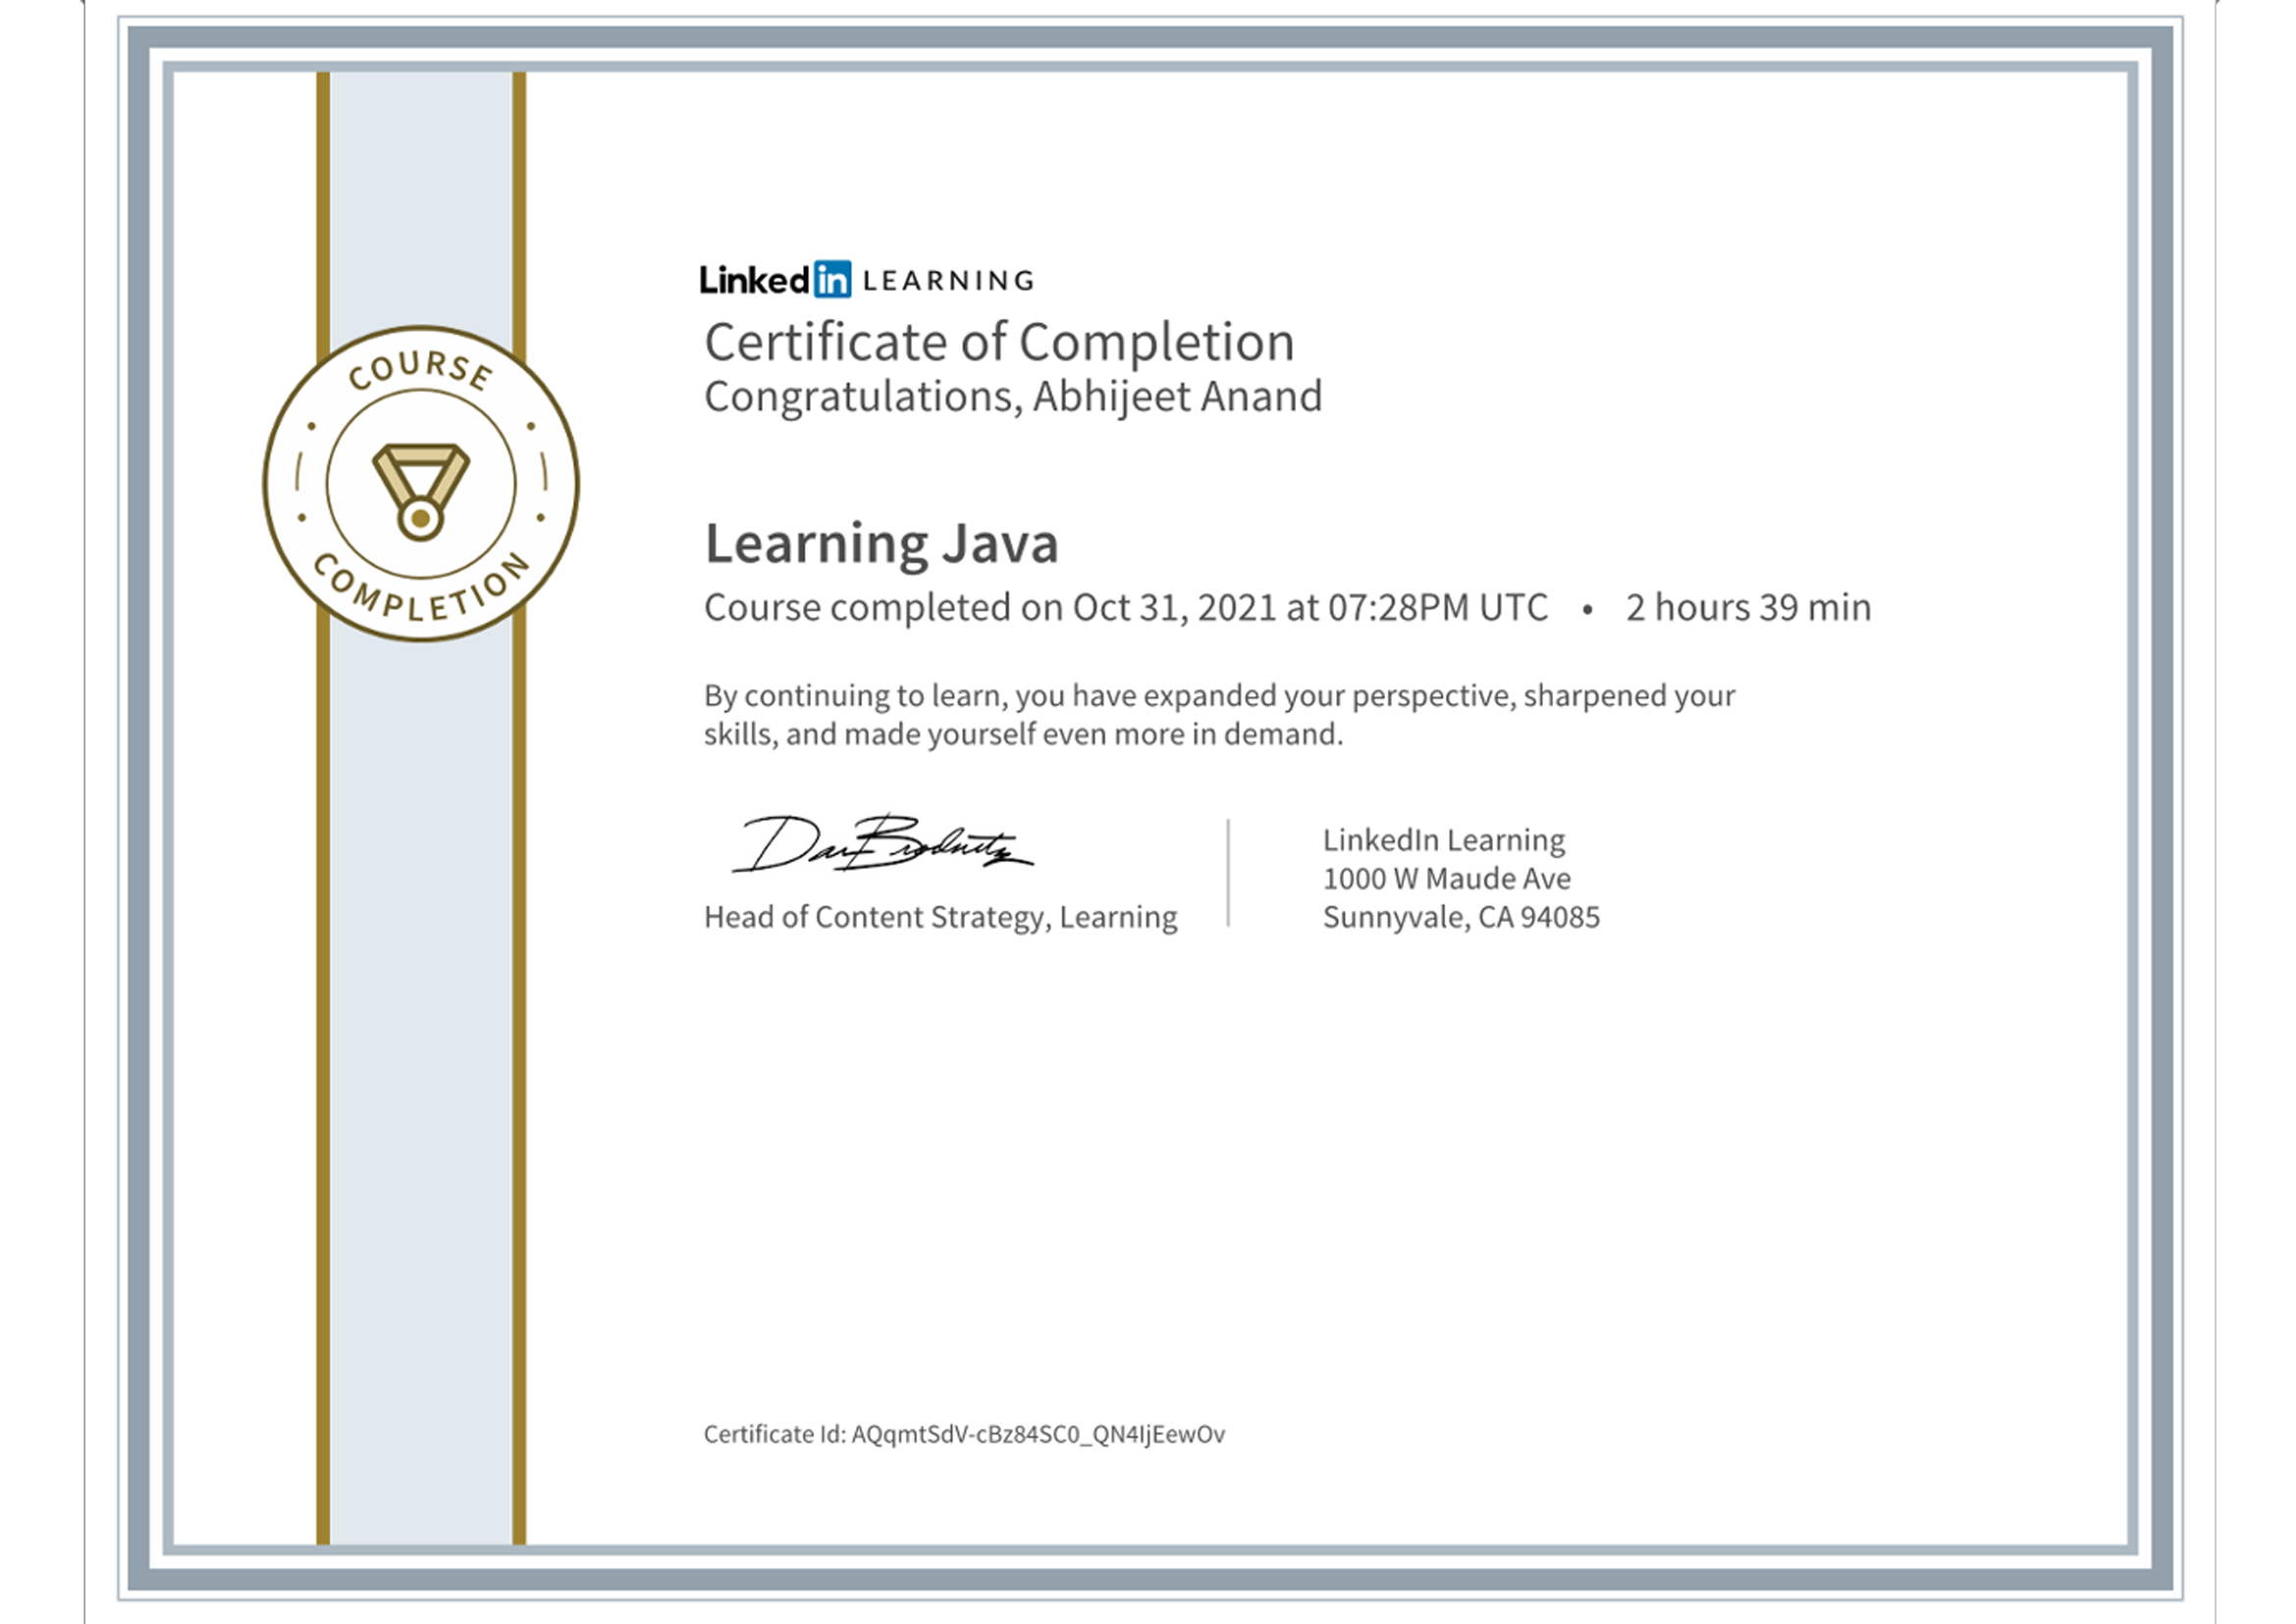 COURSE
COMPLETION
Linked in LEARNING
Certificate of Completion
Congratulations, Abhijeet Anand
Learning Java
Course completed on Oct 31, 2021 at 07:28PM UTC • 2 hours 39 min
By continuing to learn, you have expanded your perspective, sharpened your
skills, and made yourself even more in demand.
Head of Content Strategy, Learning
LinkedIn Learning
1000 W Maude Ave
Sunnyvale, CA 94085
Certificate Id: AQqmtSdV-cBz84SC0_QN4IjEewOv